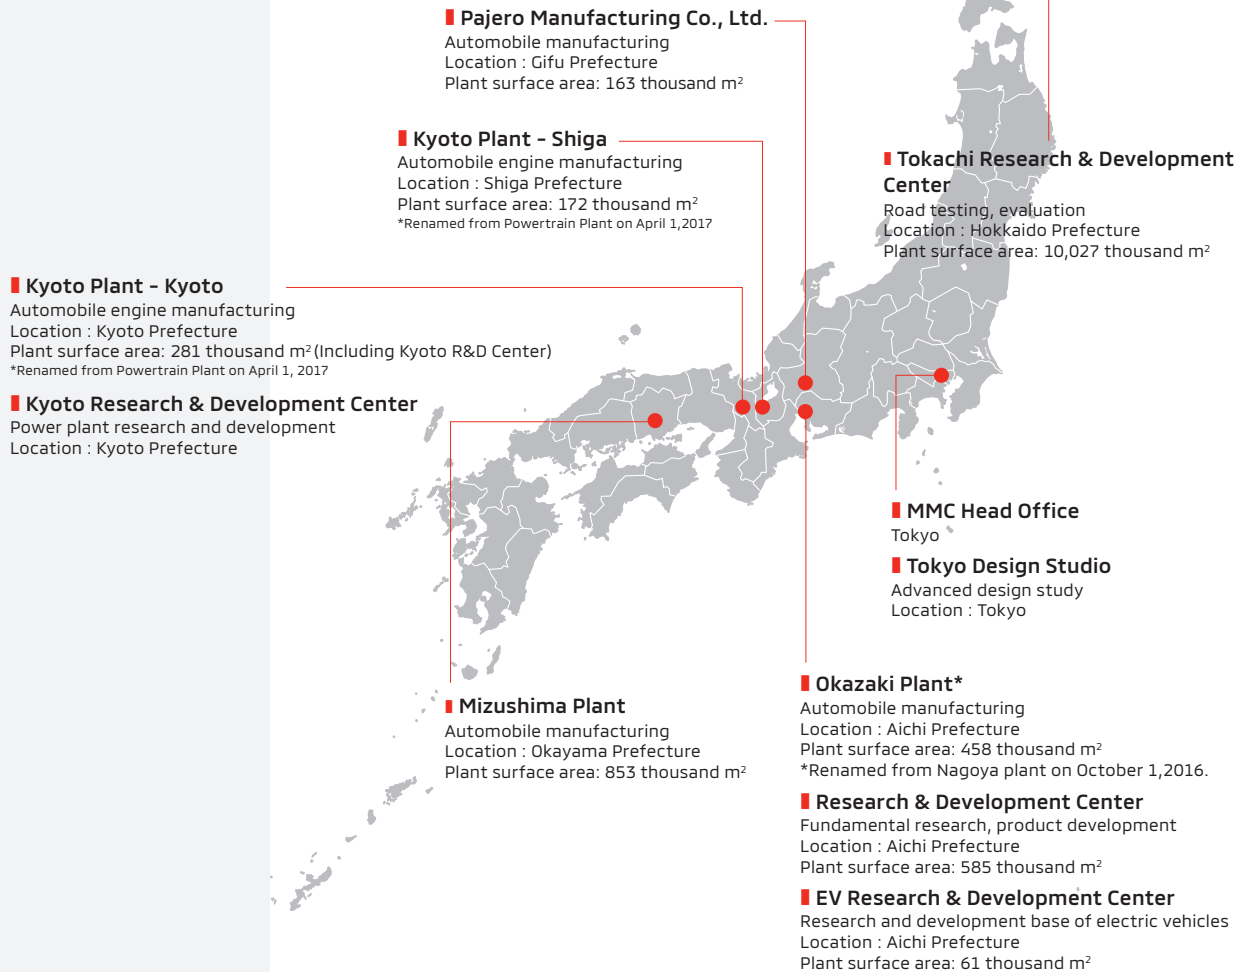 Pajero Manufacturing Co., Ltd.
Automobile manufacturing
Location : Gifu Prefecture
Plant surface area: 163 thousand m²
Kyoto Plant - Shiga
Automobile engine manufacturing
Location : Shiga Prefecture
Plant surface area: 172 thousand m²
*Renamed from Powertrain Plant on April 1,2017
Tokachi Research & Development
Center
Road testing, evaluation
Location : Hokkaido Prefecture
Plant surface area: 10,027 thousand m²
Kyoto Plant - Kyoto
Automobile engine manufacturing
Location : Kyoto Prefecture
Plant surface area: 281 thousand m² (Including Kyoto R&D Center)
*Renamed from Powertrain Plant on April 1, 2017
Kyoto Research & Development Center
Power plant research and development
Location : Kyoto Prefecture
MMC Head Office
Tokyo
Tokyo Design Studio
Advanced design study
Location : Tokyo
Mizushima Plant
Automobile manufacturing
Location : Okayama Prefecture
Plant surface area: 853 thousand m²
Okazaki Plant*
Automobile manufacturing
Location : Aichi Prefecture
Plant surface area: 458 thousand m²
*Renamed from Nagoya plant on October 1,2016.
Research & Development Center
Fundamental research, product development
Location : Aichi Prefecture
Plant surface area: 585 thousand m²
EV Research & Development Center
Research and development base of electric vehicles
Location : Aichi Prefecture
Plant surface area: 61 thousand m²